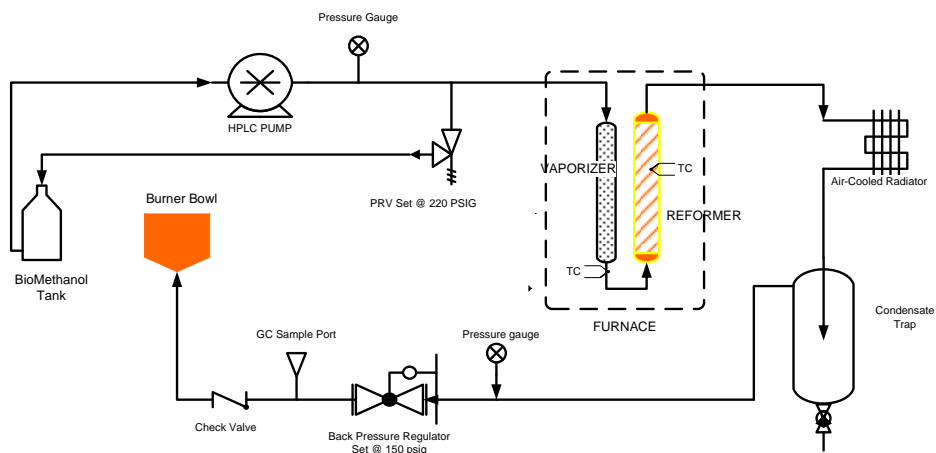 Pressure Gauge
HPLC PUMP
VAPORIZER
TC
Air-Cooled Radiator
PRV Set @ 220 PSIG
Burner Bowl
REFORMER
TC
BioMethanol
Tank
FURNACE
Condensate
Trap
GC Sample Port
Pressure gauge
Check Valve
Back Pressure Regulator
Set @ 150 psig